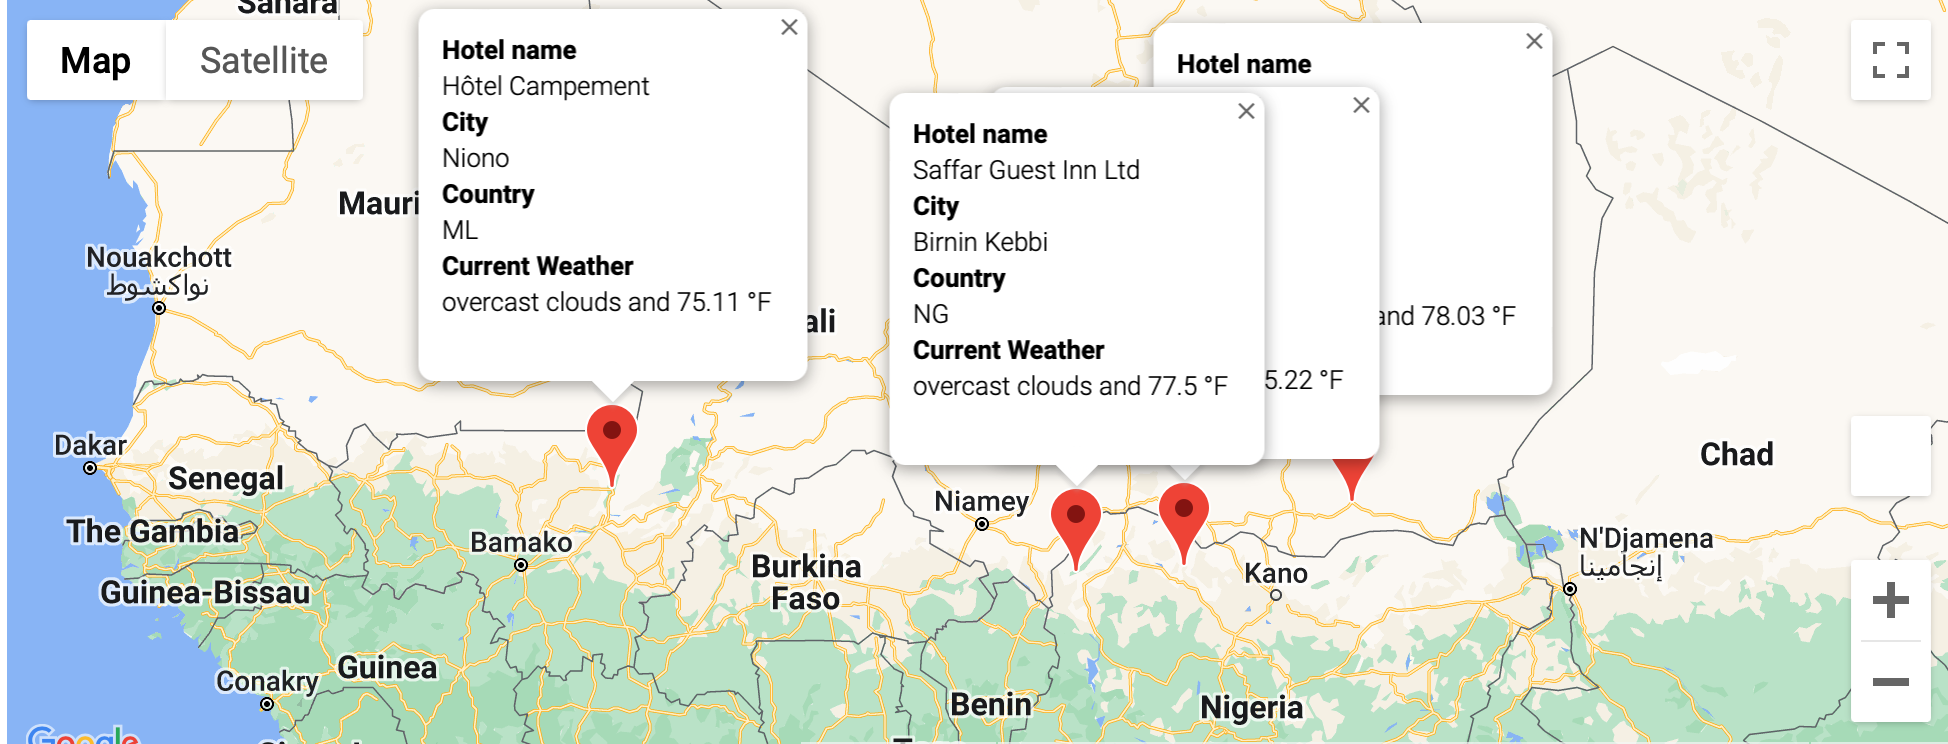 Sahara
Map
Satellite
Hotel name
Hôtel Campement
City
Niono
Country
ML
Current Weather
overcast clouds and 75.11 °F
Hotel name
Saffar Guest Inn Ltd
City
Birnin Kebbi
Country
NG
Current Weather
overcast clouds and 77.5 °F
5.22 °F
Hotel name
and 78.03 °F
Mauri
ali
Nouakchott
نواكشوط
Dakar
Senegal
The Gambia
Bamako
Guinea-Bissau
Burkina
Faso
Niamey
Kano
Chad
N'Djamena
إنجامينا
Guinea
Conakry
Benin
Nigeria
Google